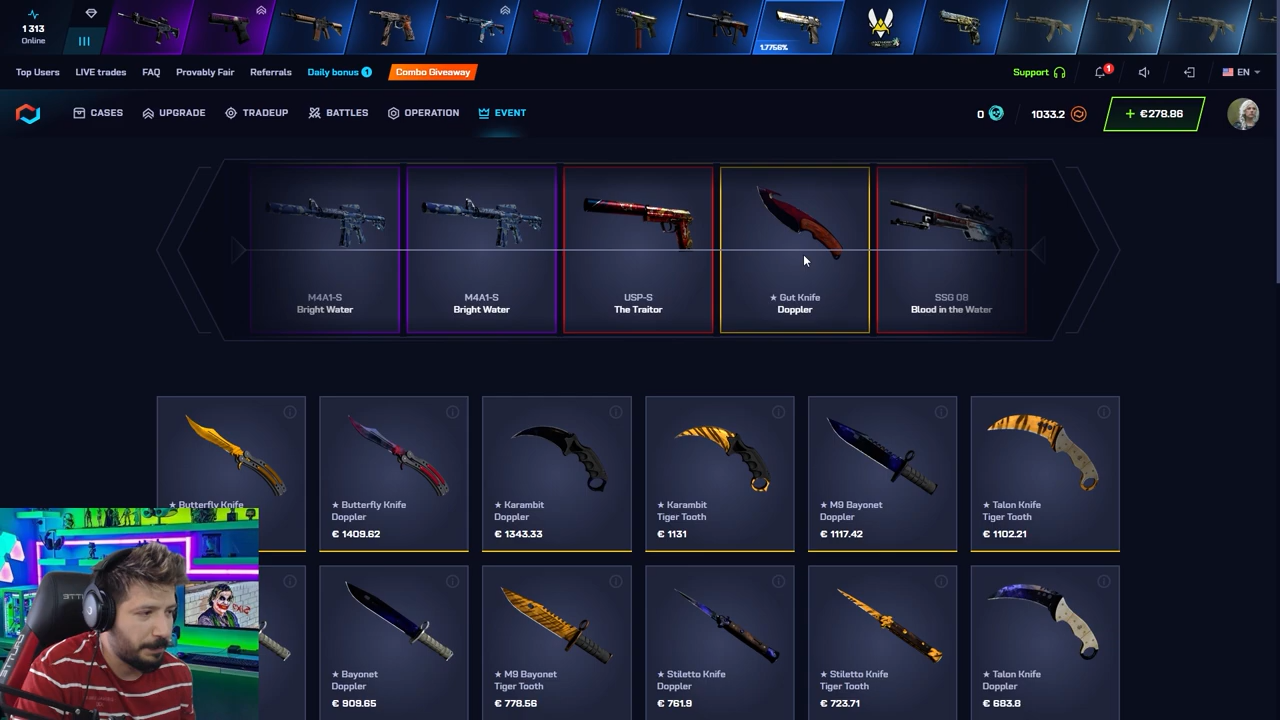 1 313
Online
1.7756%
Top Users
LIVE trades
FAQ
Provably Fair
Referrals
Daily bonus 1
Combo Giveaway
Support
1
EN
CASES
UPGRADE
TRADEUP
BATTLES
OPERATION
EVENT
0
1033.2
+ €278.86
M4A1-S
Bright Water
M4A1-S
Bright Water
USP-S
The Traitor
★ Gut Knife
Doppler
SSG 08
Blood in the Water
★ Butterfly Knife
★ Butterfly Knife
Doppler
€ 1409.62
★ Karambit
Doppler
€ 1343.33
★ Karambit
Tiger Tooth
€ 1131
★ M9 Bayonet
Doppler
€ 1117.42
★ Talon Knife
Tiger Tooth
€ 1102.21
★ Bayonet
Doppler
€ 909.65
★ M9 Bayonet
Tiger Tooth
€ 778.56
★ Stiletto Knife
Doppler
€ 761.9
★ Stiletto Knife
Tiger Tooth
€ 723.71
★ Talon Knife
Doppler
€ 683.8